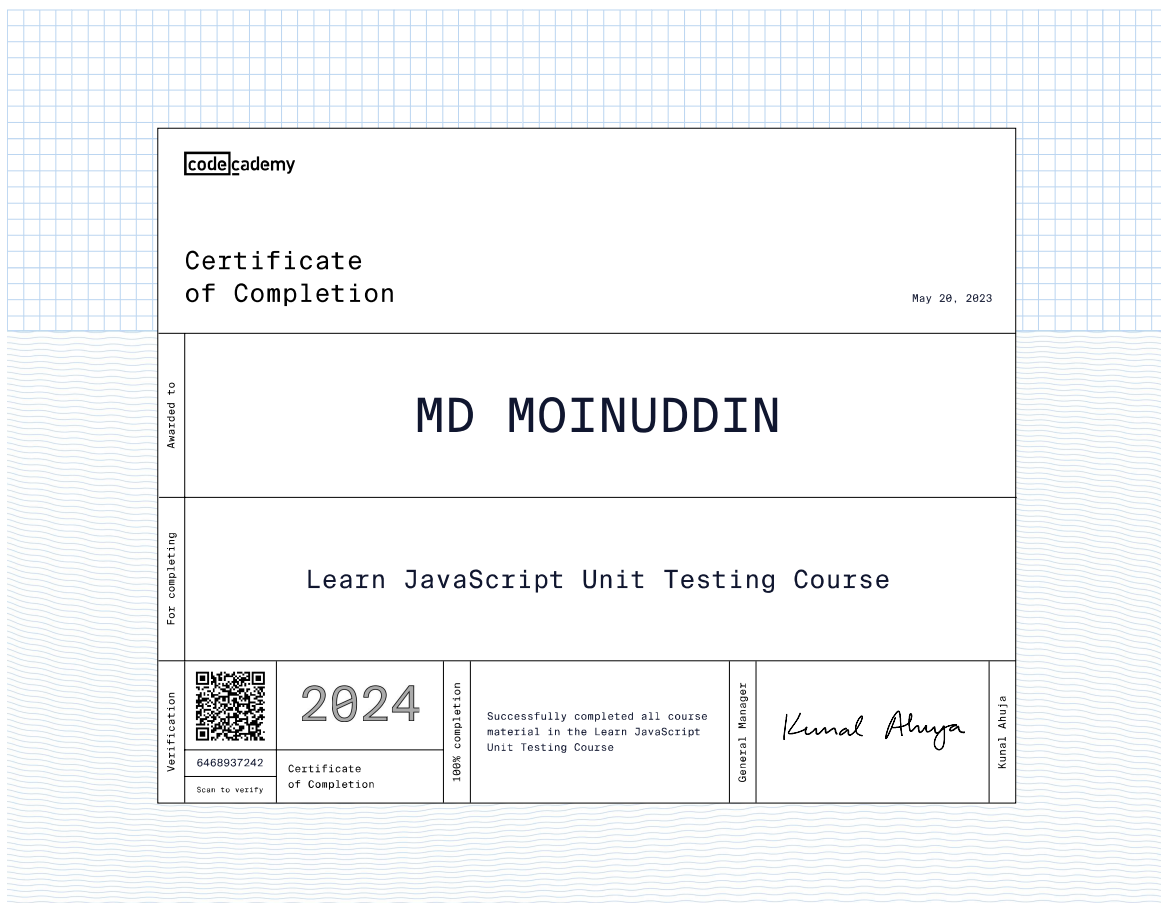 codecademy
Certificate
of Completion
May 20, 2023
Awarded to
MD MOINUDDIN
For completing
Learn JavaScript Unit Testing Course
Verification
6468937242
Scan to verify
2024
Certificate
of Completion
100% completion
Successfully completed all course
material in the Learn JavaScript
Unit Testing Course
General Manager
Kunal Ahuja
Kunal Ahuja